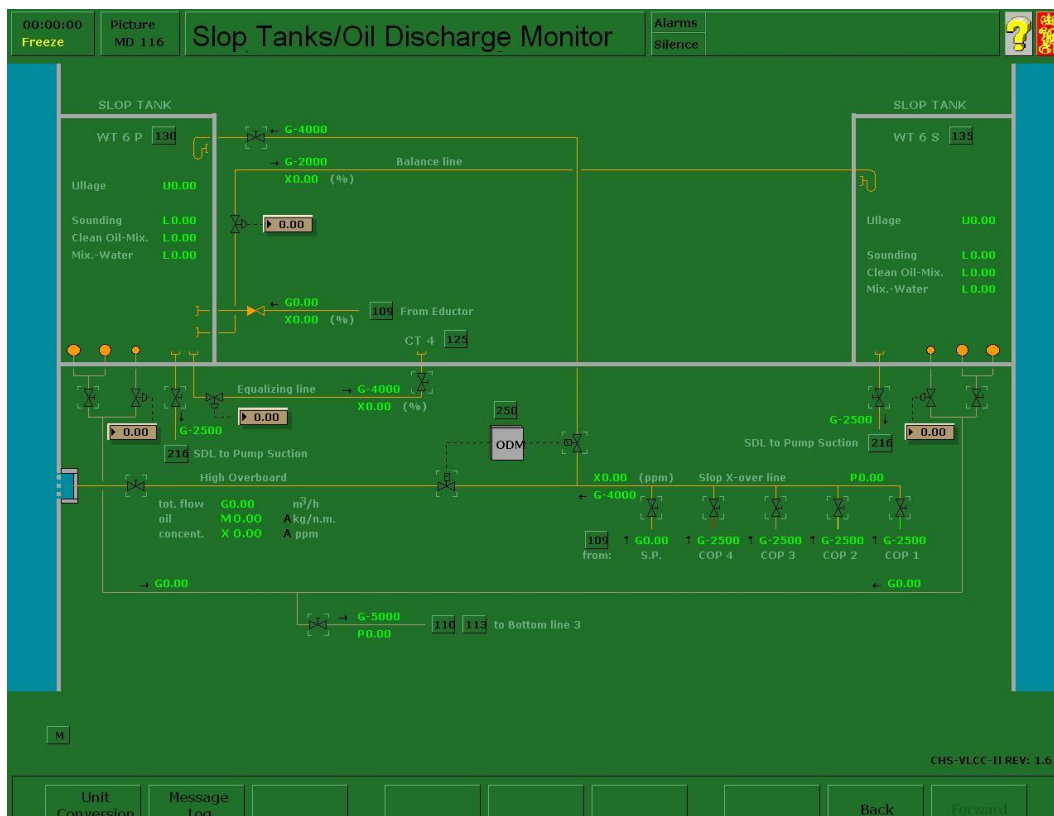 00:00:00 Picture Slop Tanks/Oil Discharge Monitor Alarms
Freeze MD 116 Silence
?
SLOP TANK SLOP TANK
WT 6 P 130 WT 6 S 135
← G-4000
→ G-2000 Balance line
X0.00 (%)
Ullage U0.00
Ullage U0.00
0.00
Sounding L0.00
Clean Oil-Mix. L0.00
Mix.-Water L0.00
Sounding L0.00
Clean Oil-Mix. L0.00
Mix.-Water L0.00
← G0.00
X0.00 (%)
109 From Eductor
CT 4 125
Equalizing line → G-4000
X0.00 (%)
0.00
0.00
0.00
G-2500 ↓
G-2500 ↓
216 SDL to Pump Suction
SDL to Pump Suction 216
250
ODM
High Overboard
X0.00 (ppm) Slop X-over line P0.00
← G-4000
tot. flow G0.00 m3/h
oil M0.00 A kg/n.m.
concent. X0.00 A ppm
109 ↑ G0.00 ↑ G-2500 ↑ G-2500 ↑ G-2500 ↑ G-2500
from: S.P. COP 4 COP 3 COP 2 COP 1
→ G0.00 ← G0.00
→ G-5000
P0.00
110 113 to Bottom line 3
M
CHS-VLCC-II REV: 1.6
Unit Message
Conversion Log Back Forward